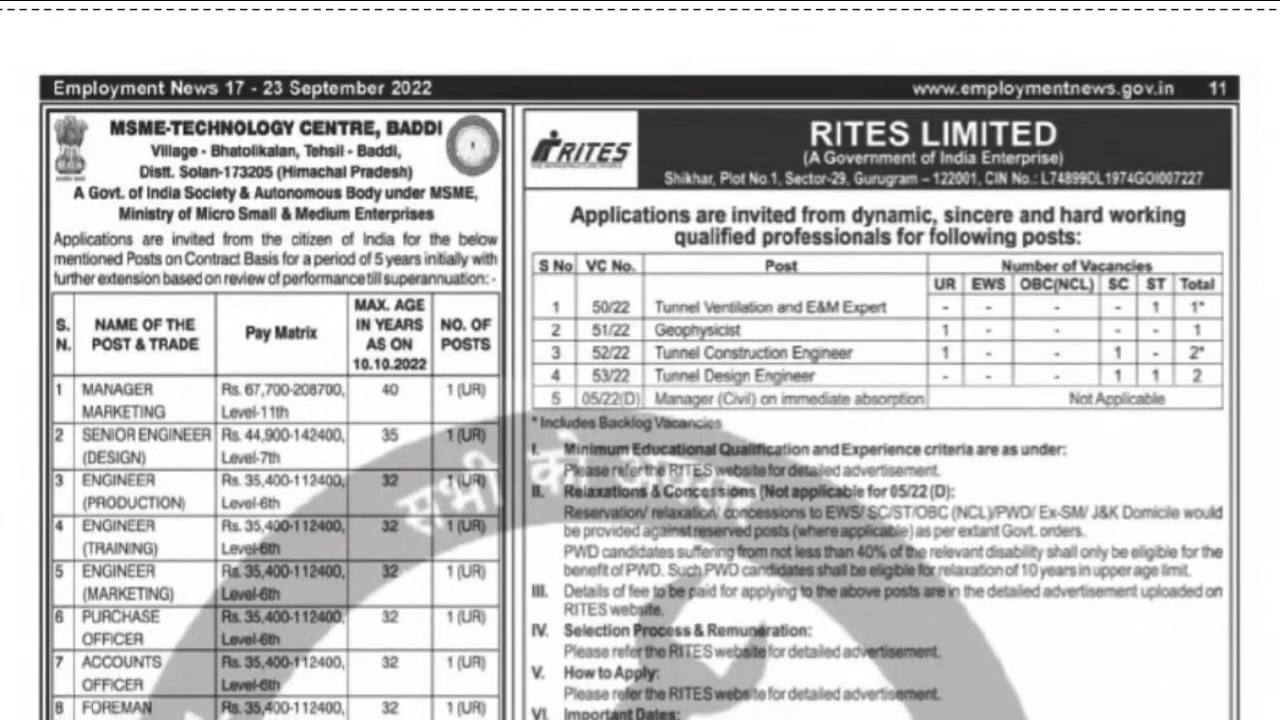 Employment News 17 - 23 September 2022
www.employmentnews.gov.in 11
MSME-TECHNOLOGY CENTRE, BADDI
Village - Bhatolikalan, Tehsil - Baddi,
Distt. Solan-173205 (Himachal Pradesh)
A Govt. of India Society & Autonomous Body under MSME,
Ministry of Micro Small & Medium Enterprises
Applications are invited from the citizen of India for the below
mentioned Posts on Contract Basis for a period of 5 years initially with
further extension based on review of performance till superannuation: -
S. N. NAME OF THE POST & TRADE Pay Matrix MAX. AGE IN YEARS AS ON 10.10.2022 NO. OF POSTS
1 MANAGER Rs. 67,700-208700, 40 1 (UR)
MARKETING Level-11th
2 SENIOR ENGINEER Rs. 44,900-142400, 35 1 (UR)
(DESIGN) Level-7th
3 ENGINEER Rs. 35,400-112400, 32 1 (UR)
(PRODUCTION) Level-6th
4 ENGINEER Rs. 35,400-112400, 32 1 (UR)
(TRAINING) Level-6th
5 ENGINEER Rs. 35,400-112400, 32 1 (UR)
(MARKETING) Level-6th
6 PURCHASE Rs. 35,400-112400, 32 1 (UR)
OFFICER Level-6th
7 ACCOUNTS Rs. 35,400-112400, 32 1 (UR)
OFFICER Level-6th
8 FOREMAN Rs. 35,400-112400, 32 1 (UR)
RITES
RITES LIMITED
(A Government of India Enterprise)
Shikhar, Plot No.1, Sector-29, Gurugram – 122001, CIN No.: L74899DL1974GOI007227
Applications are invited from dynamic, sincere and hard working
qualified professionals for following posts:
S No VC No. Post Number of Vacancies
UR EWS OBC(NCL) SC ST Total
1 50/22 Tunnel Ventilation and E&M Expert - - - - 1 1*
2 51/22 Geophysicist 1 - - - - 1
3 52/22 Tunnel Construction Engineer 1 - - 1 - 2*
4 53/22 Tunnel Design Engineer - - - 1 1 2
5 05/22(D) Manager (Civil) on immediate absorption Not Applicable
* Includes Backlog Vacancies
I. Minimum Educational Qualification and Experience criteria are as under:
Please refer the RITES website for detailed advertisement.
II. Relaxations & Concessions (Not applicable for 05/22 (D):
Reservation/ relaxation/ concessions to EWS/ SC/ST/OBC (NCL)/PWD/ Ex-SM/ J&K Domicile would
be provided against reserved posts (where applicable) as per extant Govt. orders.
PWD candidates suffering from not less than 40% of the relevant disability shall only be eligible for the
benefit of PWD. Such PWD candidates shall be eligible for relaxation of 10 years in upper age limit.
III. Details of fee to be paid for applying to the above posts are in the detailed advertisement uploaded on
RITES website.
IV. Selection Process & Remuneration:
Please refer the RITES website for detailed advertisement.
V. How to Apply:
Please refer the RITES website for detailed advertisement.
VI. Important Dates:
सभी को